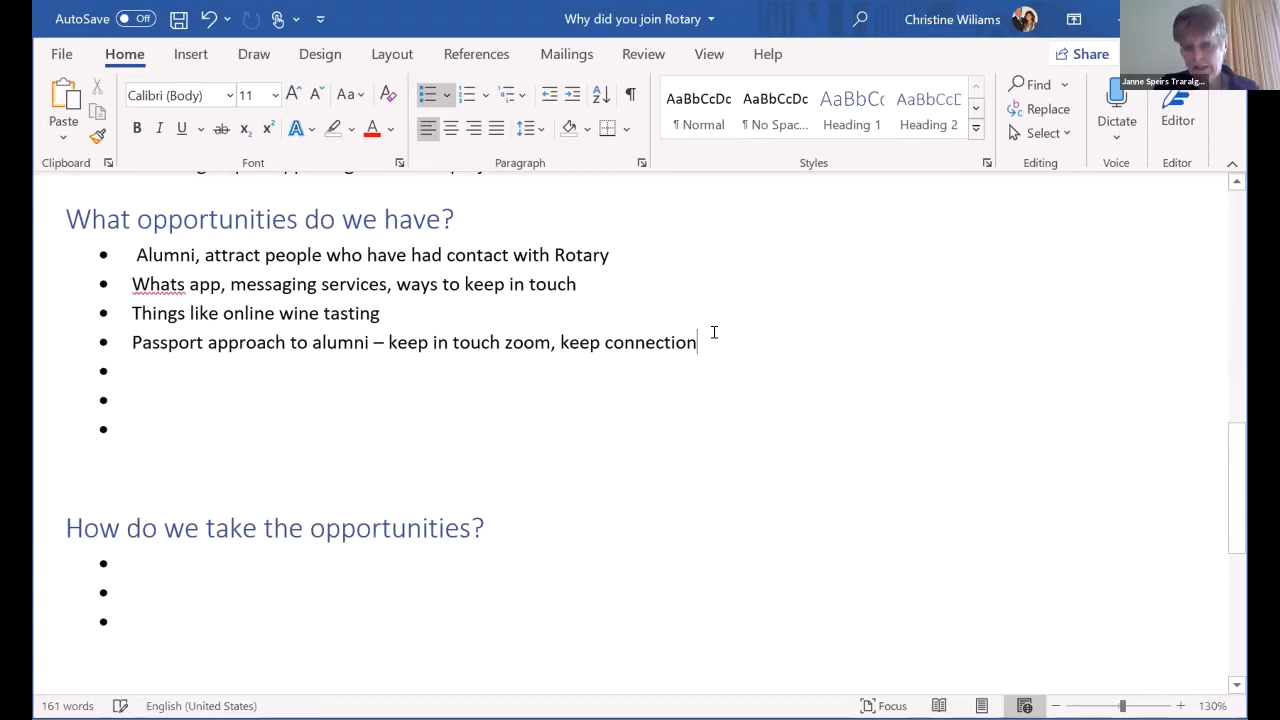 AutoSave Off Why did you join Rotary Christine Wiliams
Janne Speirs Traralg...
File Home Insert Draw Design Layout References Mailings Review View Help Share
Paste
Calibri (Body) 11 Aa
AaBbCcDc AaBbCcDc AaBbCc AaBbCcD
¶ Normal ¶ No Spac... Heading 1 Heading 2
Find
Replace
Select
Dictate
Editor
Clipboard Font Paragraph Styles Editing Voice Editor
What opportunities do we have?
• Alumni, attract people who have had contact with Rotary
• Whats app, messaging services, ways to keep in touch
• Things like online wine tasting
• Passport approach to alumni – keep in touch zoom, keep connection
•
•
•
How do we take the opportunities?
•
•
•
161 words English (United States) Focus 130%